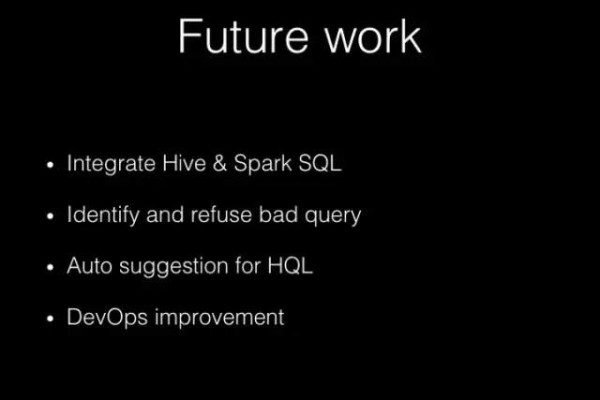 Future work
• Integrate Hive & Spark SQL
• Identify and refuse bad query
• Auto suggestion for HQL
• DevOps improvement